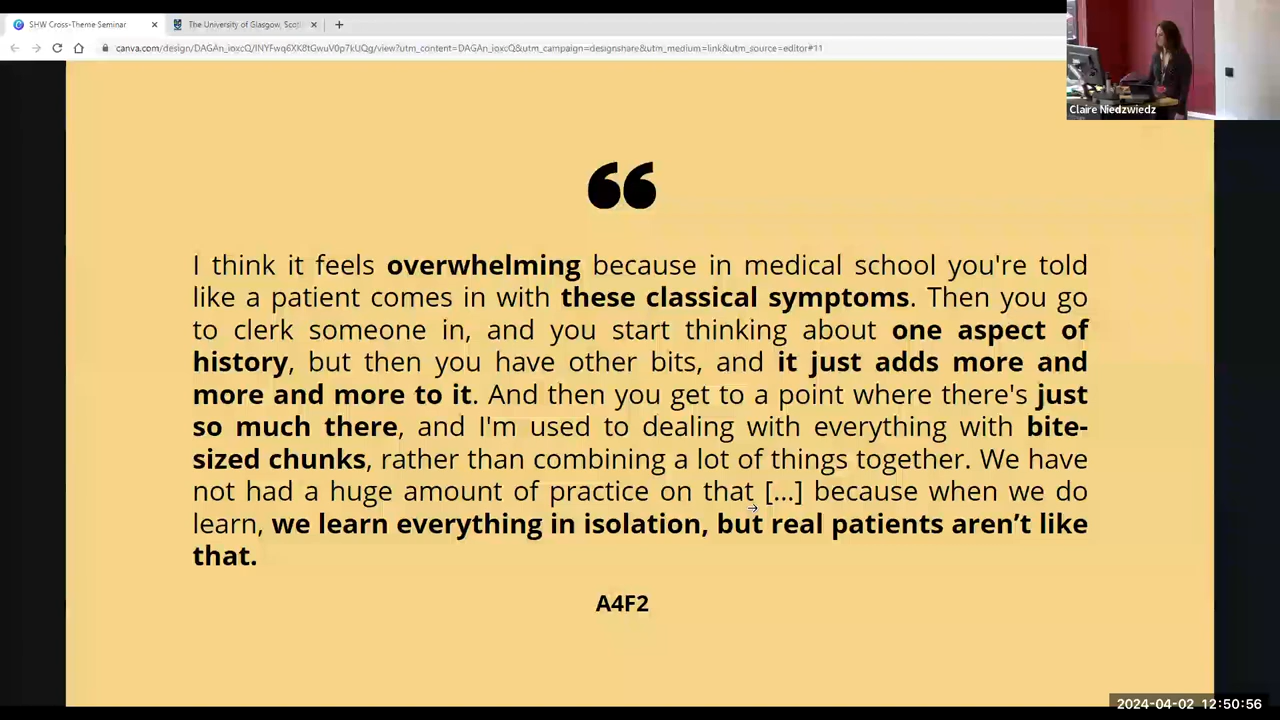 SHW Cross-Theme Seminar
The University of Glasgow, Scot
canva.com/design/DAGAn_ioxcQ/lNYFwq6XK8tGwuV0p7kUQg/view?utm_content=DAGAn_ioxcQ&utm_campaign=designshare&utm_medium=link&utm_source=editor#11
Claire Niedzwiedz
“
I think it feels overwhelming because in medical school you're told
like a patient comes in with these classical symptoms. Then you go
to clerk someone in, and you start thinking about one aspect of
history, but then you have other bits, and it just adds more and
more and more to it. And then you get to a point where there's just
so much there, and I'm used to dealing with everything with bite-
sized chunks, rather than combining a lot of things together. We have
not had a huge amount of practice on that [...] because when we do
learn, we learn everything in isolation, but real patients aren’t like
that.
A4F2
2024-04-02 12:50:56